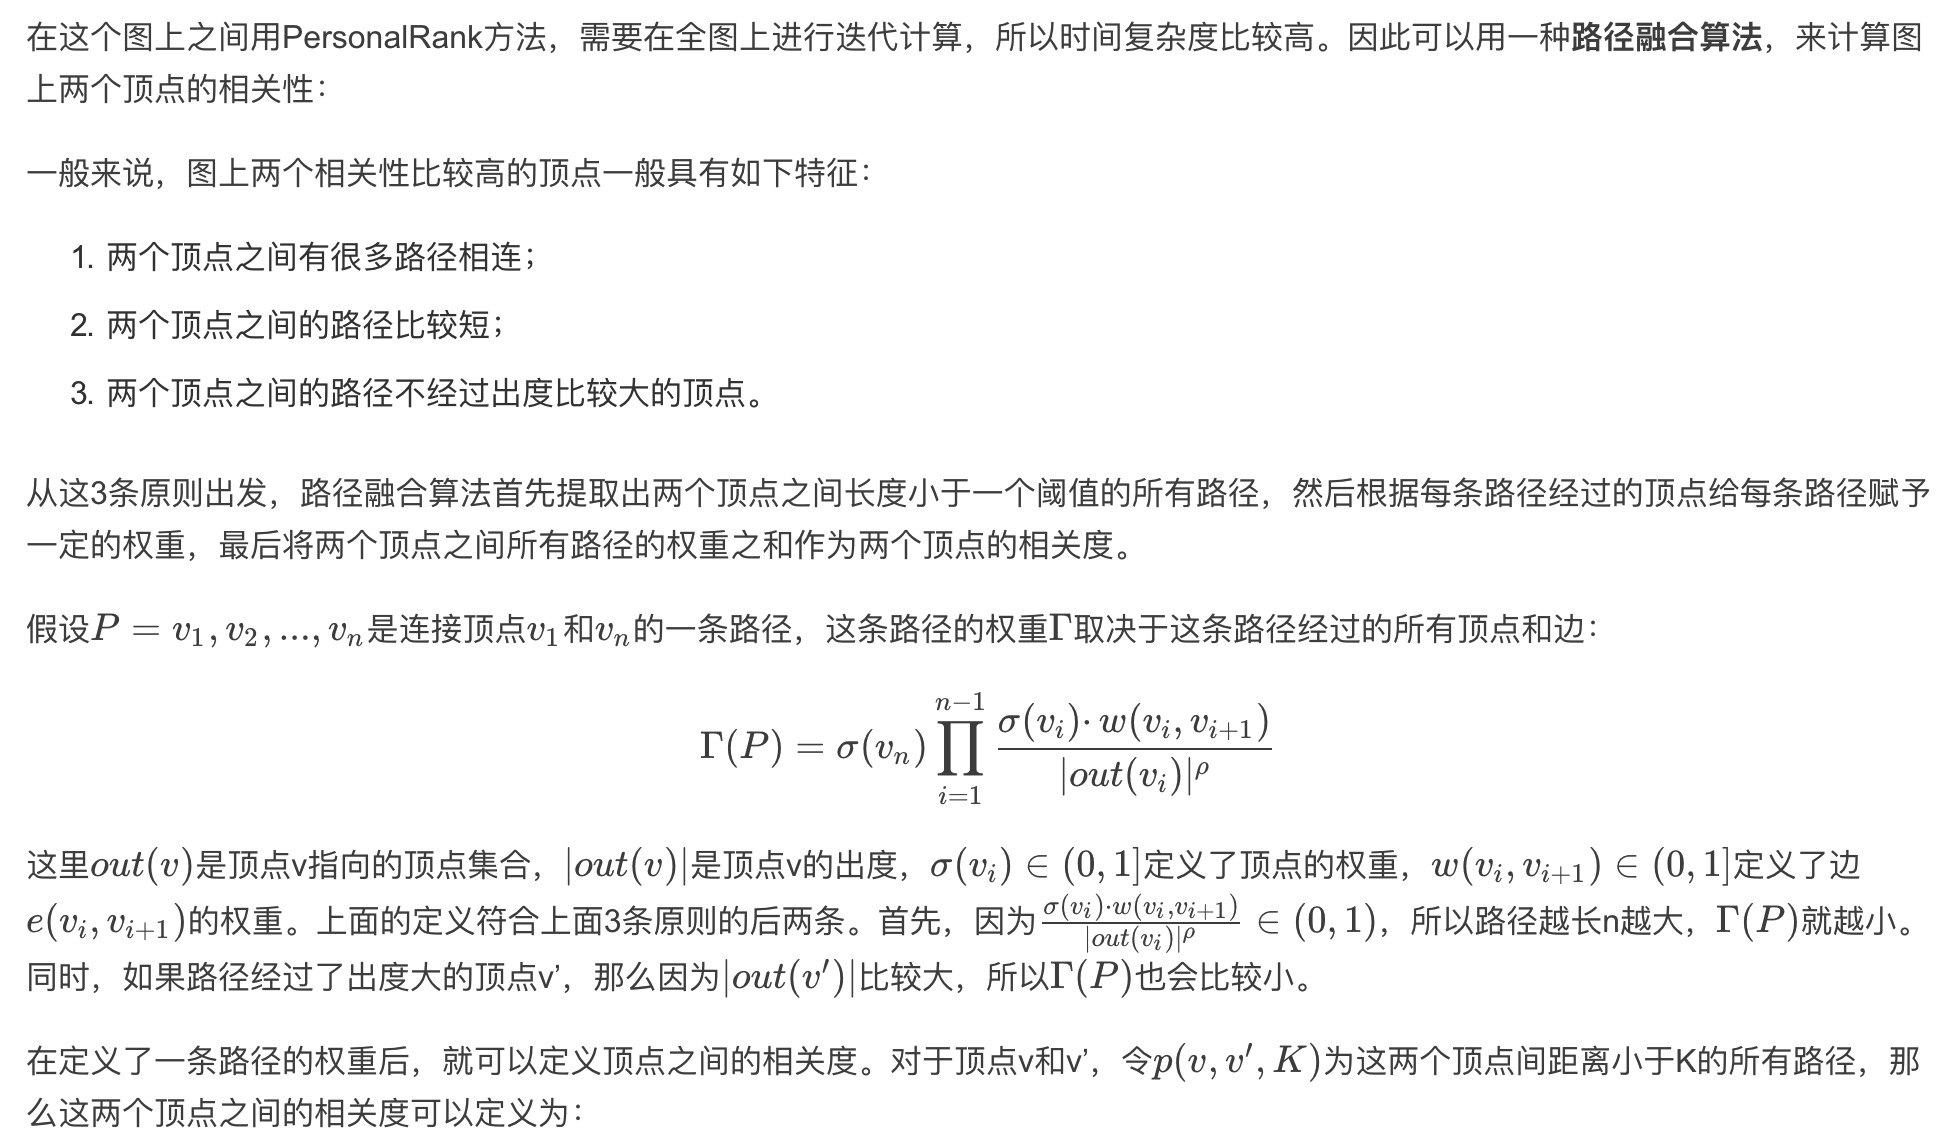 在这个图上之间用PersonalRank方法，需要在全图上进行迭代计算，所以时间复杂度比较高。因此可以用一种路径融合算法，来计算图
上两个顶点的相关性：
一般来说，图上两个相关性比较高的顶点一般具有如下特征：
1. 两个顶点之间有很多路径相连；
2. 两个顶点之间的路径比较短；
3. 两个顶点之间的路径不经过出度比较大的顶点。
从这3条原则出发，路径融合算法首先提取出两个顶点之间长度小于一个阈值的所有路径，然后根据每条路径经过的顶点给每条路径赋予
一定的权重，最后将两个顶点之间所有路径的权重之和作为两个顶点的相关度。
假设$P = v_1, v_2, ..., v_n$是连接顶点$v_1$和$v_n$的一条路径，这条路径的权重$\Gamma$取决于这条路径经过的所有顶点和边：
$\Gamma(P) = \sigma(v_n) \prod_{i=1}^{n-1} \frac{\sigma(v_i) \cdot w(v_i, v_{i+1})}{|out(v_i)|^\rho}$
这里$out(v)$是顶点v指向的顶点集合，$|out(v)|$是顶点v的出度，$\sigma(v_i) \in (0, 1]$定义了顶点的权重，$w(v_i, v_{i+1}) \in (0, 1]$定义了边
$e(v_i, v_{i+1})$的权重。上面的定义符合上面3条原则的后两条。首先，因为$\frac{\sigma(v_i) \cdot w(v_i, v_{i+1})}{|out(v_i)|^\rho} \in (0, 1)$，所以路径越长n越大，$\Gamma(P)$就越小。
同时，如果路径经过了出度大的顶点v’，那么因为$|out(v')|$比较大，所以$\Gamma(P)$也会比较小。
在定义了一条路径的权重后，就可以定义顶点之间的相关度。对于顶点v和v’，令$p(v, v', K)$为这两个顶点间距离小于K的所有路径，那
么这两个顶点之间的相关度可以定义为：